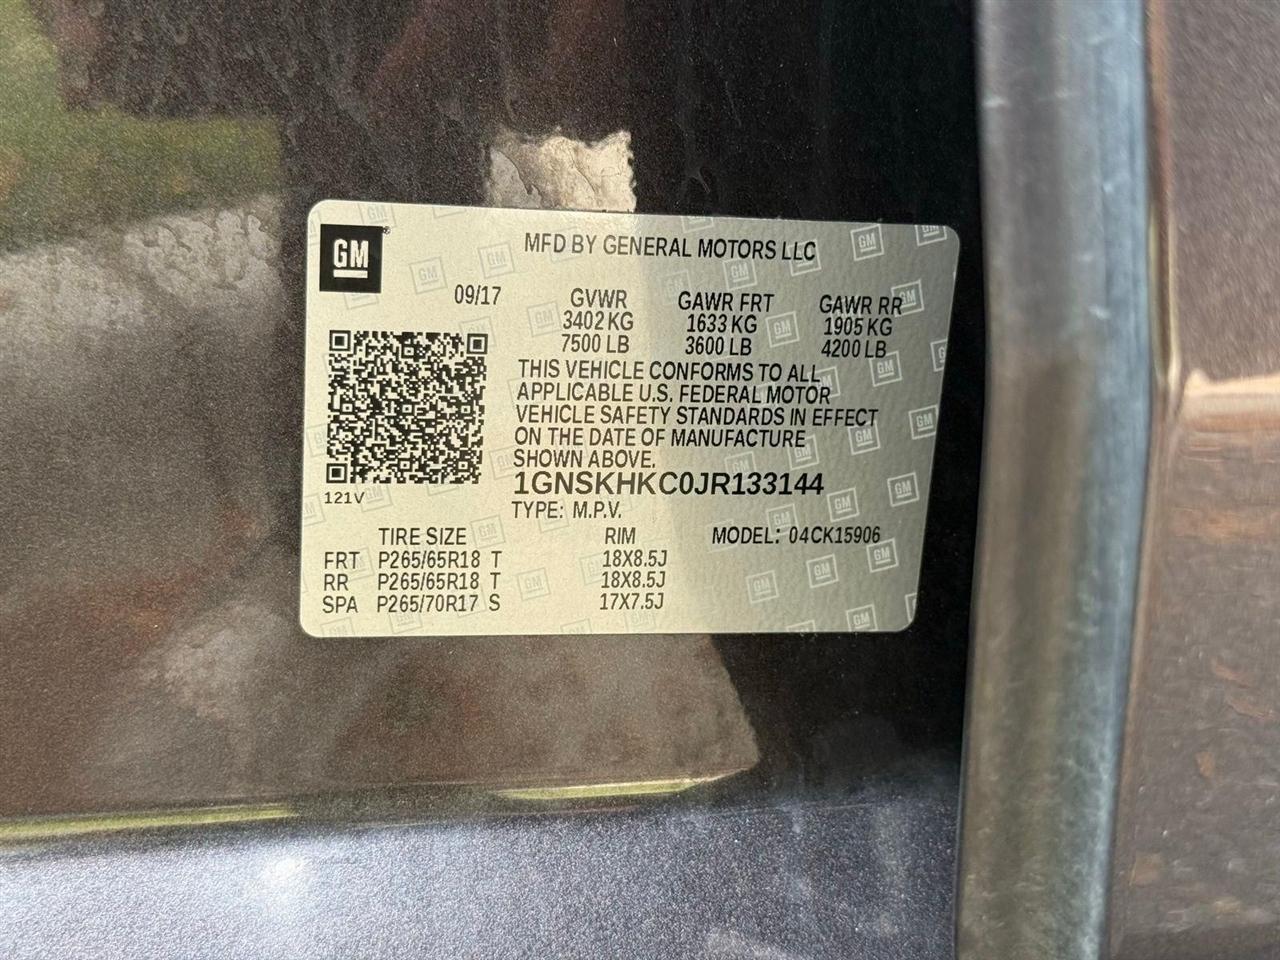 GM
MFD BY GENERAL MOTORS LLC
09/17 GVWR GAWR FRT GAWR RR
3402 KG 1633 KG 1905 KG
7500 LB 3600 LB 4200 LB
THIS VEHICLE CONFORMS TO ALL
APPLICABLE U.S. FEDERAL MOTOR
VEHICLE SAFETY STANDARDS IN EFFECT
ON THE DATE OF MANUFACTURE
SHOWN ABOVE.
1GNSKHKC0JR133144
121V
TYPE: M.P.V.
TIRE SIZE RIM MODEL: 04CK15906
FRT P265/65R18 T 18X8.5J
RR P265/65R18 T 18X8.5J
SPA P265/70R17 S 17X7.5J